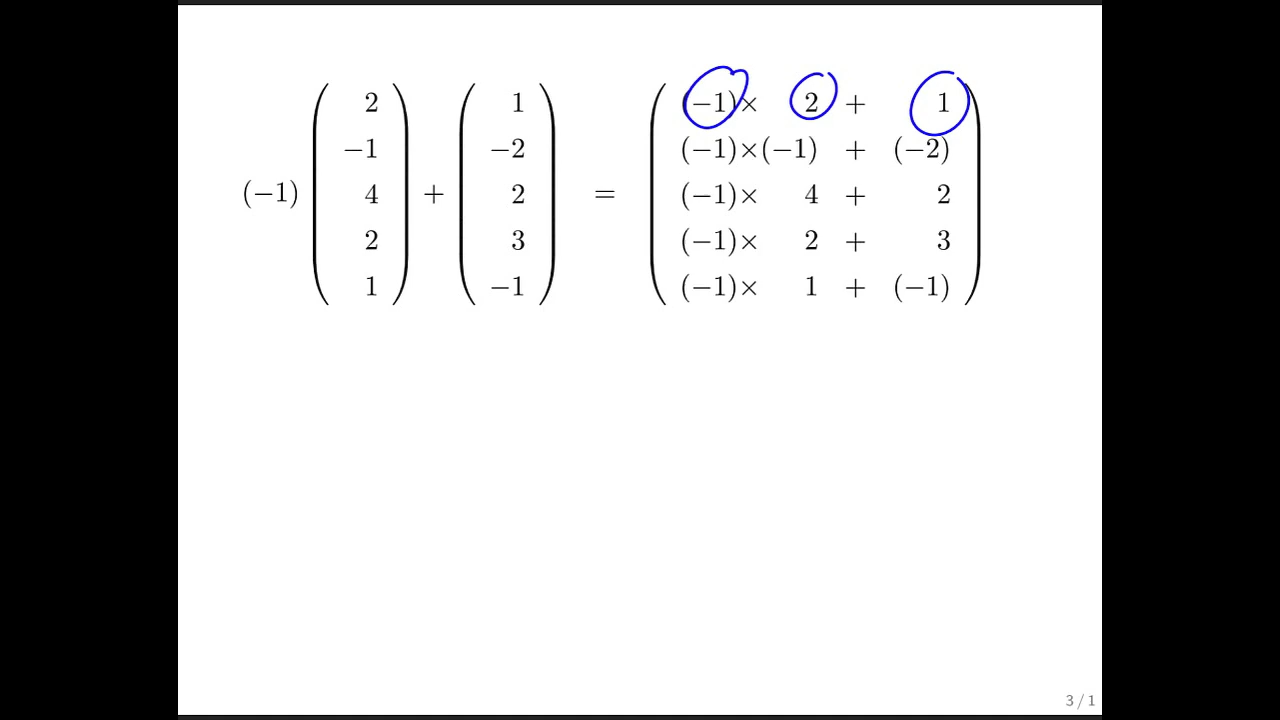 2 1 (−1)× 2 + 1
−1 −2 (−1)×(−1) + (−2)
(−1) 4 + 2 = (−1)× 4 + 2
2 3 (−1)× 2 + 3
1 −1 (−1)× 1 + (−1)
3 / 1